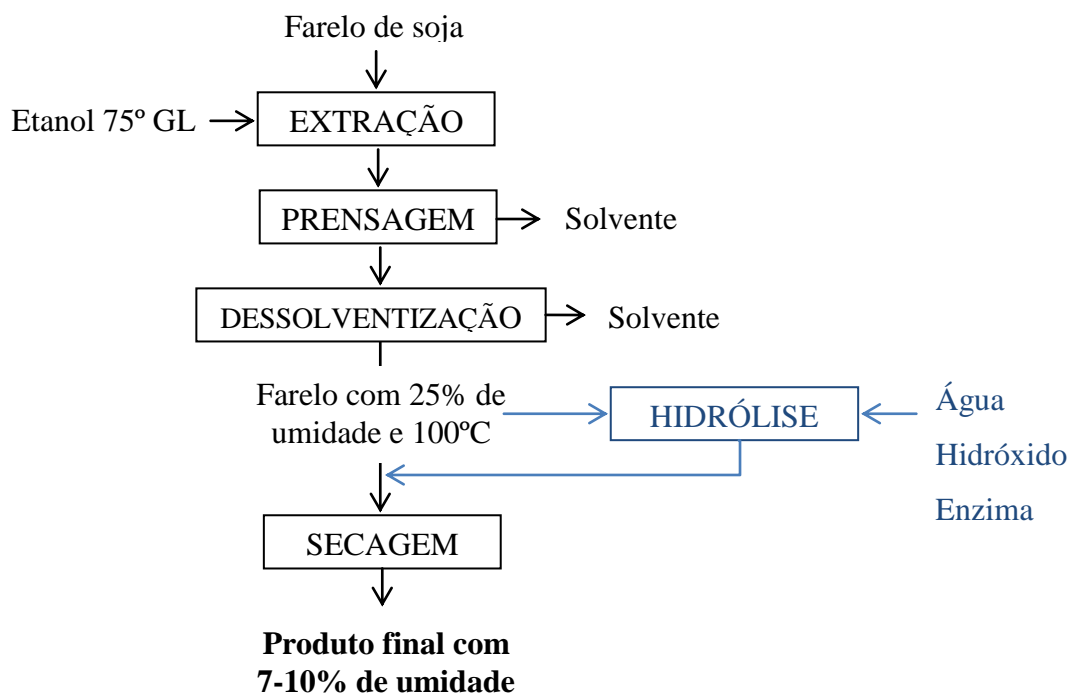 Farelo de soja
Etanol 75º GL
EXTRAÇÃO
PRENSAGEM
Solvente
DESSOLVENTIZAÇÃO
Solvente
Farelo com 25% de
umidade e 100ºC
HIDRÓLISE
Água
Hidróxido
Enzima
SECAGEM
Produto final com
7-10% de umidade